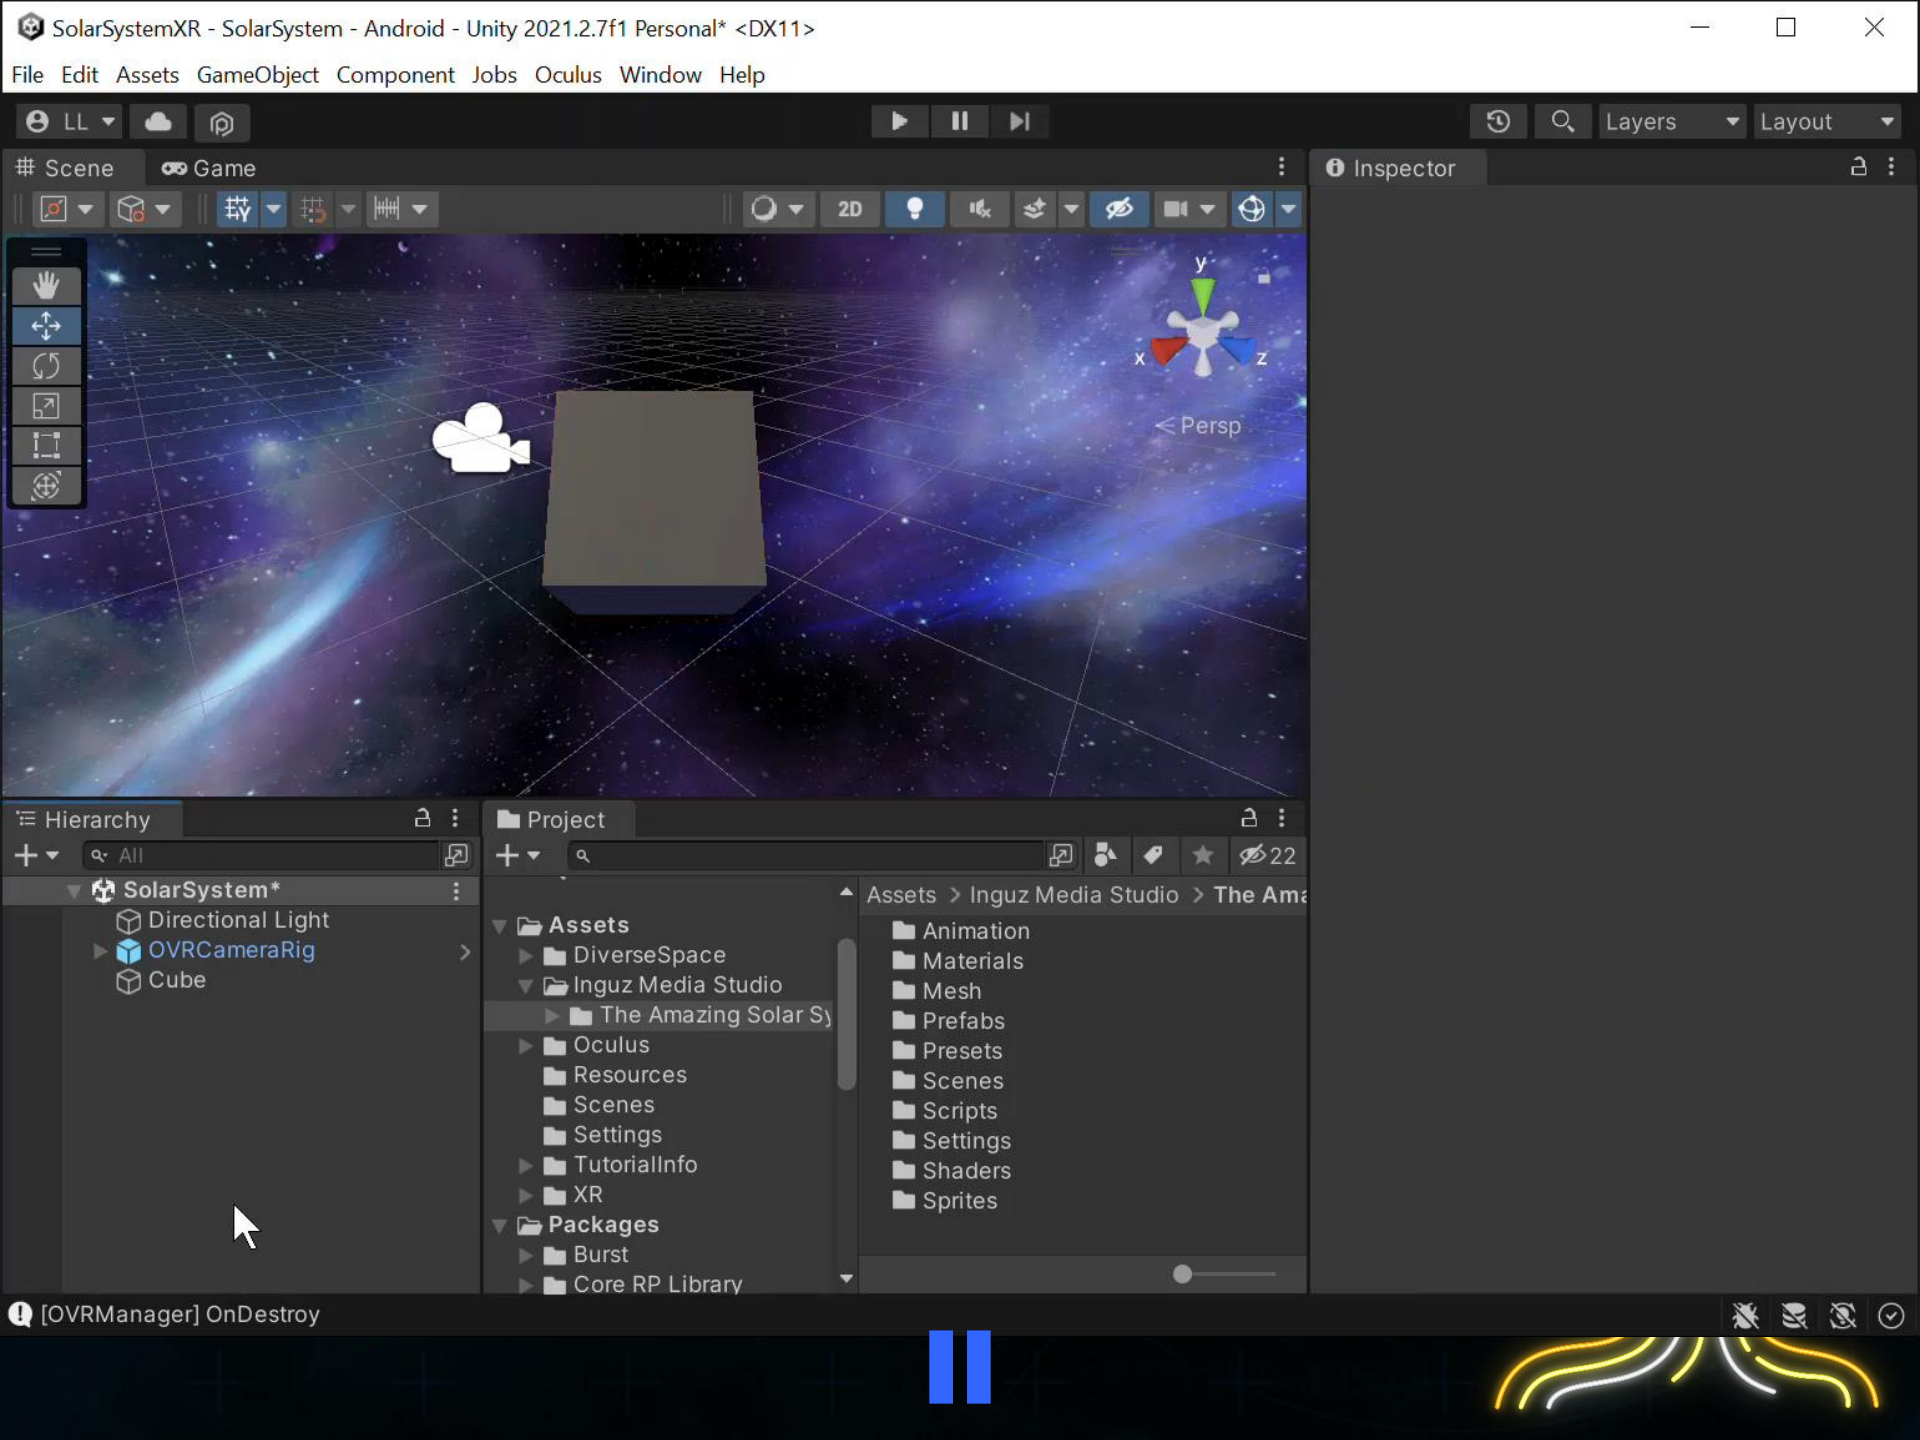 SolarSystemXR - SolarSystem - Android - Unity 2021.2.7f1 Personal* <DX11>
File Edit Assets GameObject Component Jobs Oculus Window Help
LL Layers Layout
Scene Game Inspector
2D
y
x z
Persp
Hierarchy Project
All 22
SolarSystem*
Directional Light
OVRCameraRig
Cube
Assets
DiverseSpace
Inguz Media Studio
The Amazing Solar Sy
Oculus
Resources
Scenes
Settings
TutorialInfo
XR
Packages
Burst
Core RP Library
Assets > Inguz Media Studio > The Ama
Animation
Materials
Mesh
Prefabs
Presets
Scenes
Scripts
Settings
Shaders
Sprites
[OVRManager] OnDestroy